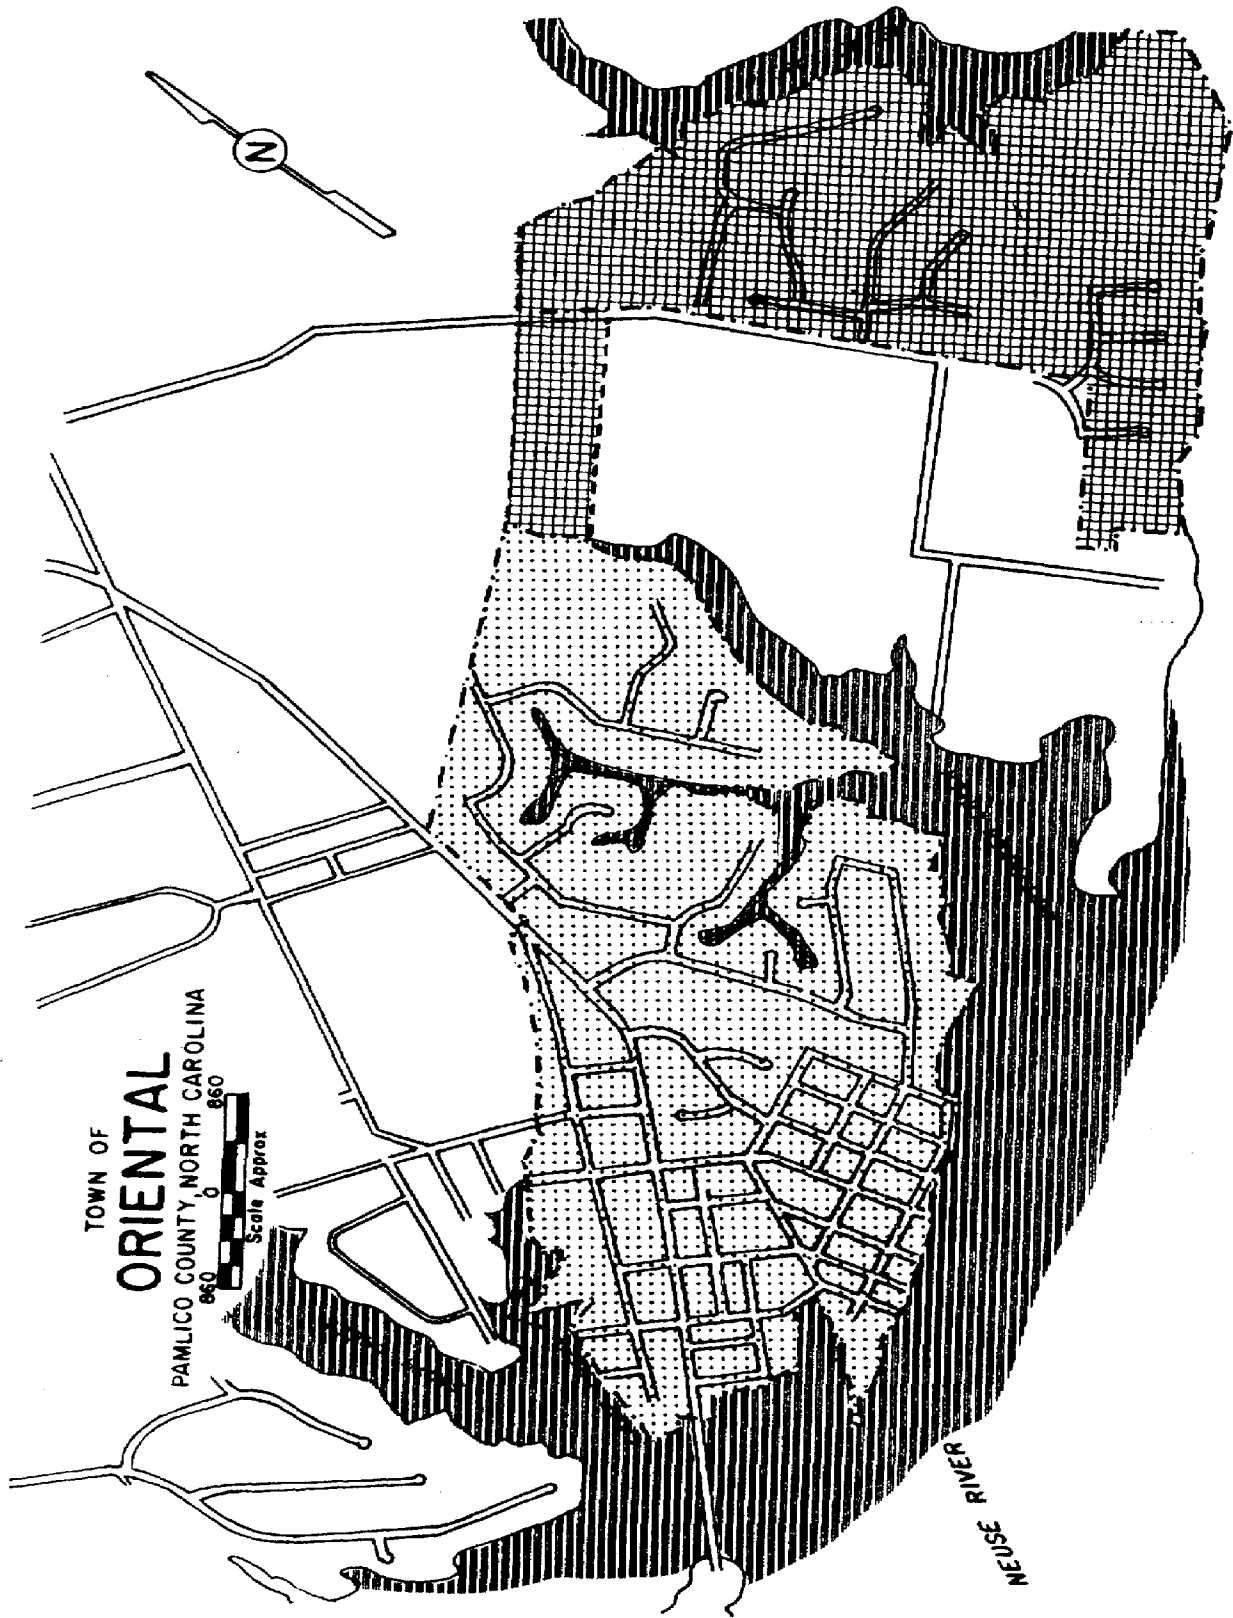 TOWN OF
ORIENTAL
PAMLICO COUNTY, NORTH CAROLINA
860 0 860
Scale Approx
N
NEUSE RIVER